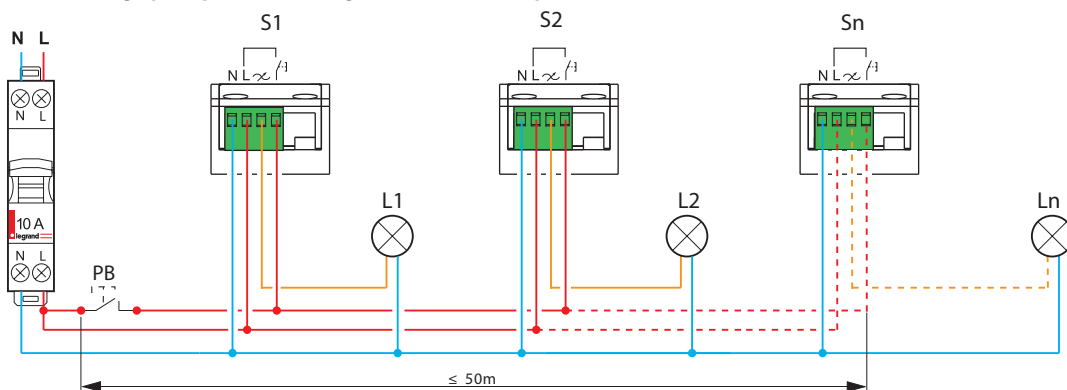 S1 S2 Sn
N L
N L N L N L
N L
10 A
legrand
L1 L2 Ln
N L
PB
≤ 50m